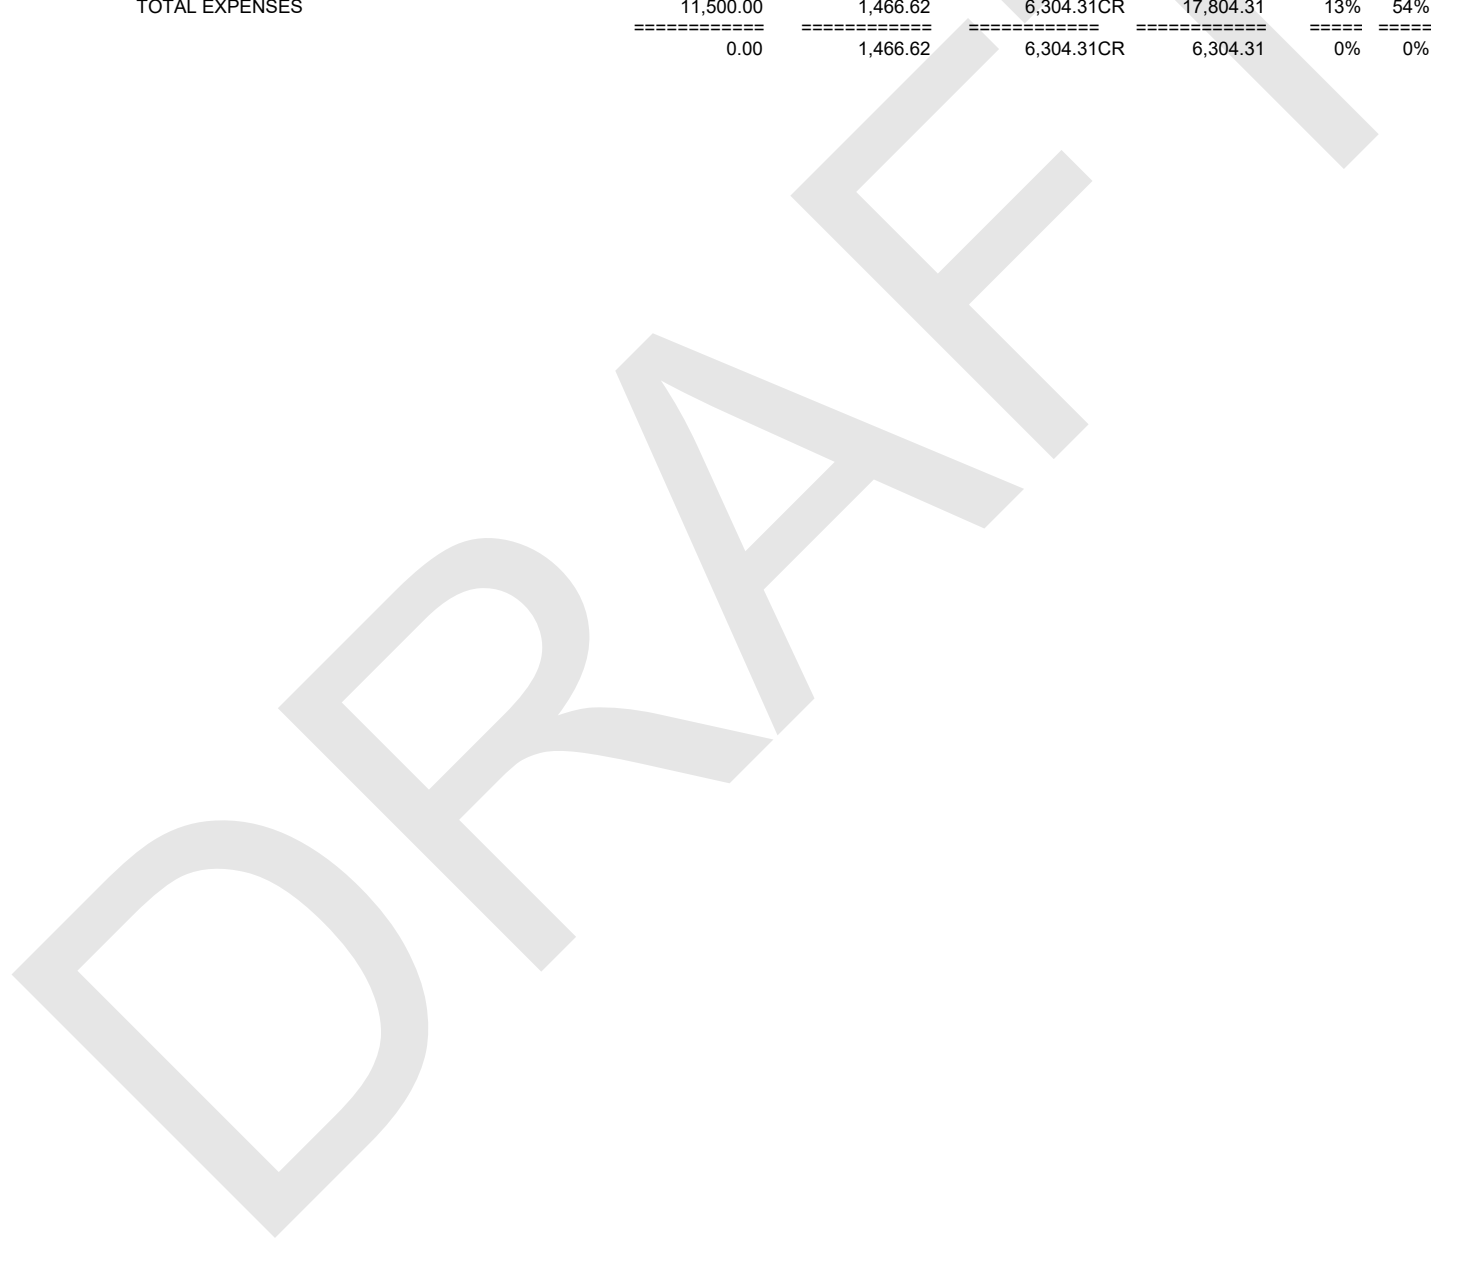 TOTAL EXPENSES 11,500.00 1,466.62 6,304.31CR 17,804.31 13% 54%
============ ============ ============ ============ ===== =====
0.00 1,466.62 6,304.31CR 6,304.31 0% 0%
DRAFT